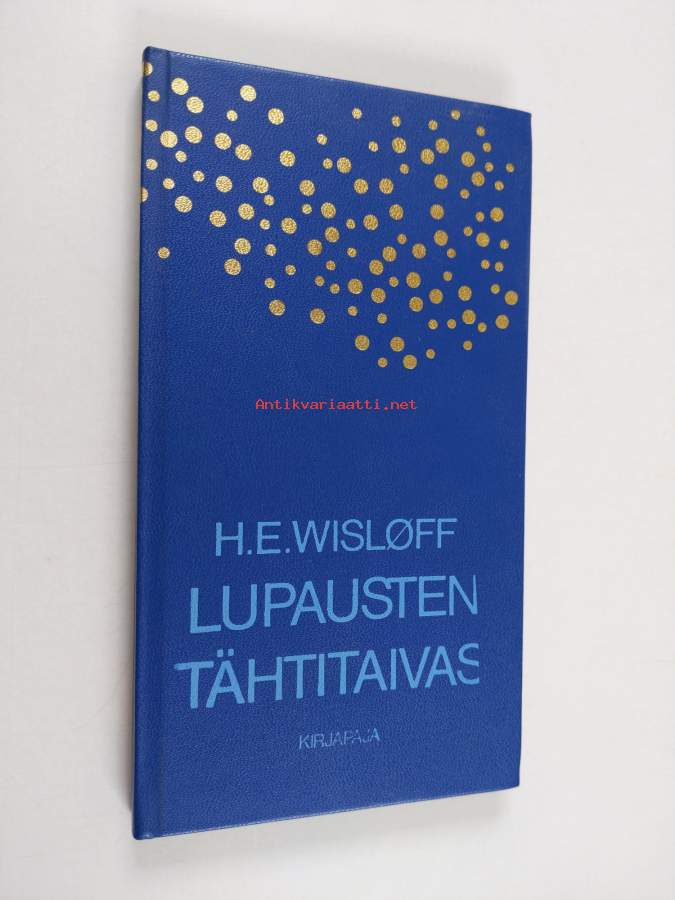 Antikvariaatti.net
H.E.WISLØFF
LUPAUSTEN
TÄHTITAIVAS
KIRJAPAJA